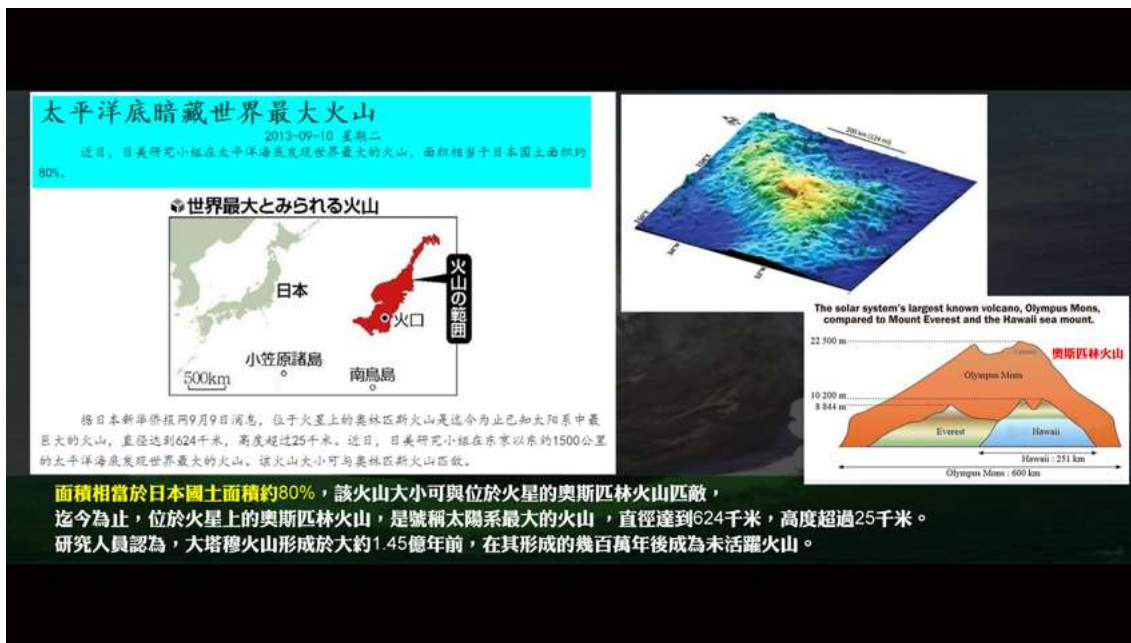 太平洋底暗藏世界最大火山
2013-09-10 星期二
近日，日美研究小组在太平洋海底发现世界最大的火山，面积相当于日本国土面积约
80%。
世界最大とみられる火山
日本
火山の範囲
火口
小笠原諸島
南鳥島
500km
据日本新华侨报网9月9日消息，位于火星上的奥林匹斯火山是迄今为止已知太阳系中最
巨大的火山，直径达到624千米，高度超过25千米。近日，日美研究小组在东京以东约1500公里
的太平洋海底发现世界最大的火山。该火山大小可与奥林匹斯火山匹敌。
200 km (124 mi)
The solar system's largest known volcano, Olympus Mons,
compared to Mount Everest and the Hawaii sea mount.
22 500 m
奧斯匹林火山
Olympus Mons
10 200 m
8 844 m
Everest
Hawaii
Hawaii : 251 km
Olympus Mons : 600 km
面積相當於日本國土面積約80%，該火山大小可與位於火星的奧斯匹林火山匹敵，
迄今為止，位於火星上的奧斯匹林火山，是號稱太陽系最大的火山，直徑達到624千米，高度超過25千米。
研究人員認為，大塔穆火山形成於大約1.45億年前，在其形成的幾百萬年後成為未活躍火山。